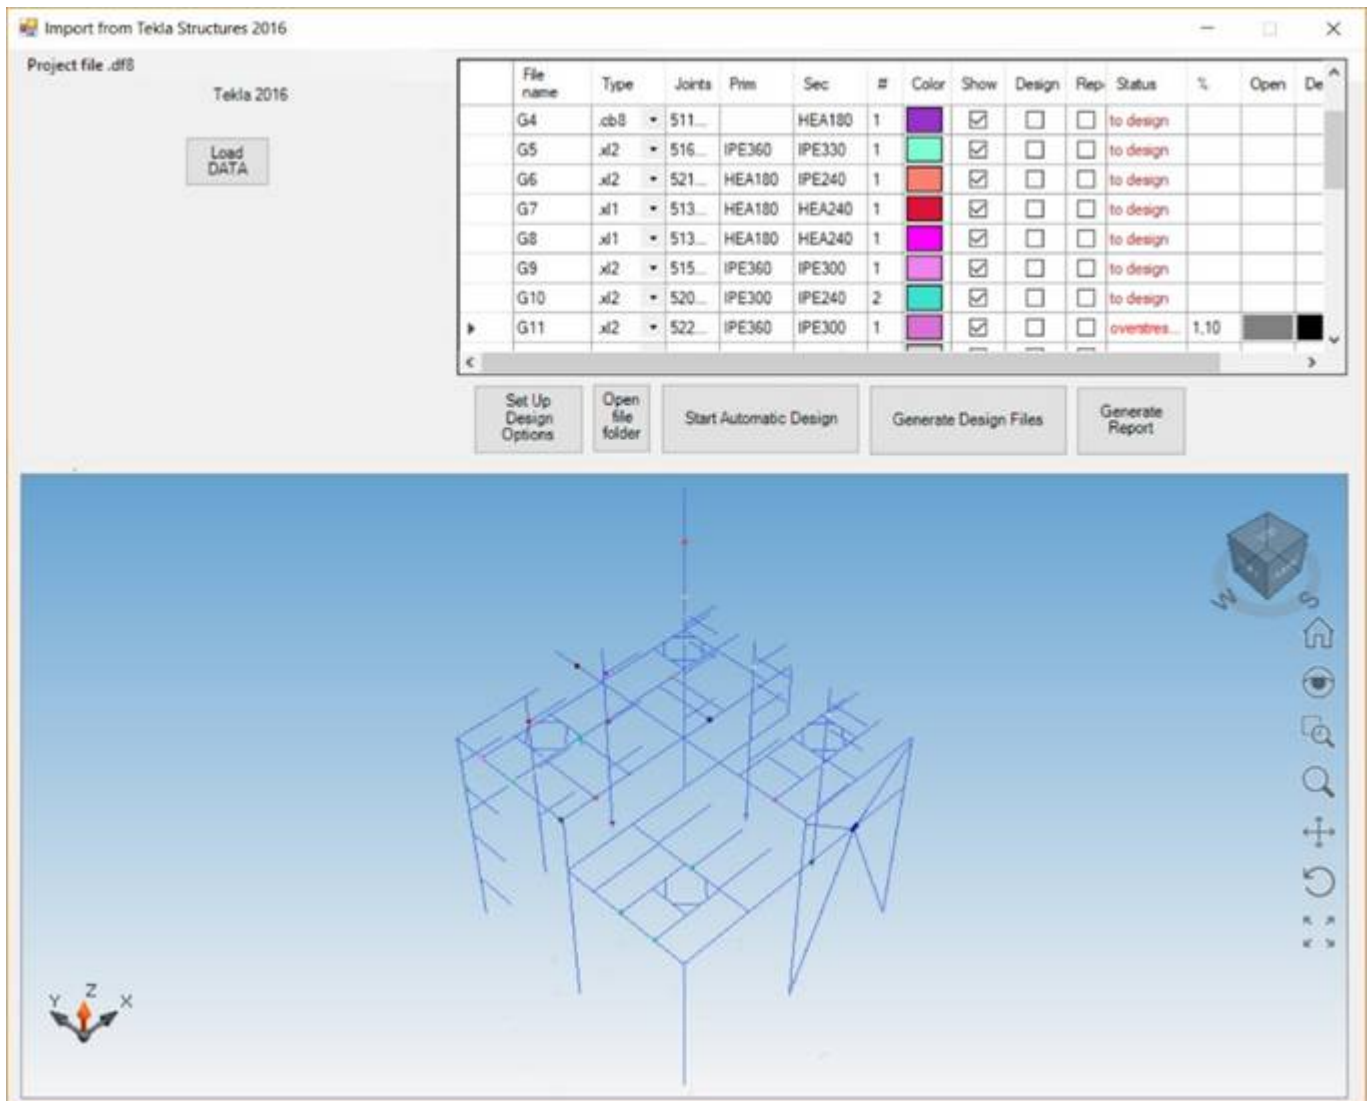 Import from Tekla Structures 2016
Project file .df8
Tekla 2016
Load
DATA
File name Type Joints Prim Sec # Color Show Design Rep Status % Open De
G4 .cb8 511... HEA180 1 to design
G5 .xl2 516... IPE360 IPE330 1 to design
G6 .xl2 521... HEA180 IPE240 1 to design
G7 .xl1 513... HEA180 HEA240 1 to design
G8 .xl1 513... HEA180 HEA240 1 to design
G9 .xl2 515... IPE360 IPE300 1 to design
G10 .xl2 520... IPE300 IPE240 2 to design
G11 .xl2 522... IPE360 IPE300 1 overstres... 1,10
Set Up
Design
Options
Open
file
folder
Start Automatic Design
Generate Design Files
Generate
Report
W S
Y Z X